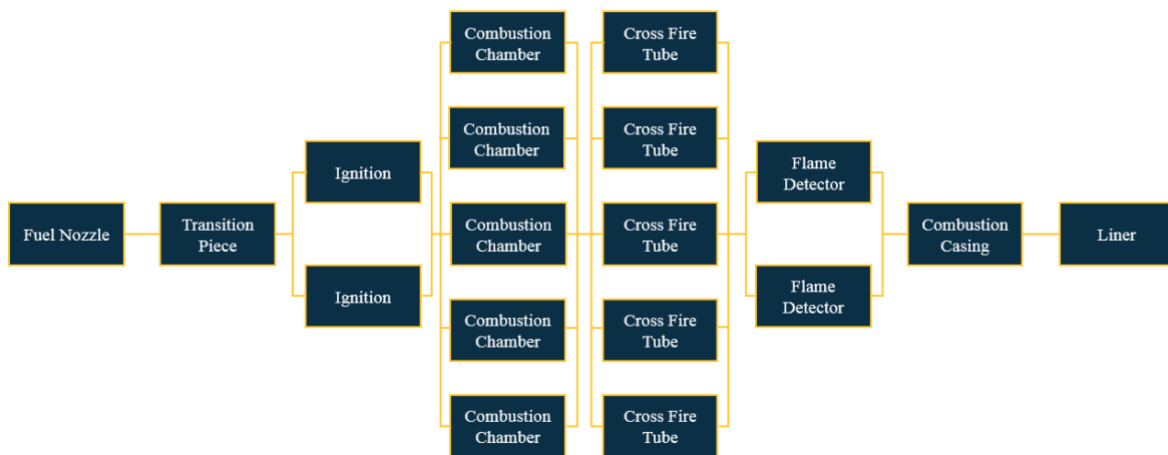 Fuel Nozzle
Transition
Piece
Ignition
Ignition
Combustion
Chamber
Combustion
Chamber
Combustion
Chamber
Combustion
Chamber
Combustion
Chamber
Cross Fire
Tube
Cross Fire
Tube
Cross Fire
Tube
Cross Fire
Tube
Cross Fire
Tube
Flame
Detector
Flame
Detector
Combustion
Casing
Liner